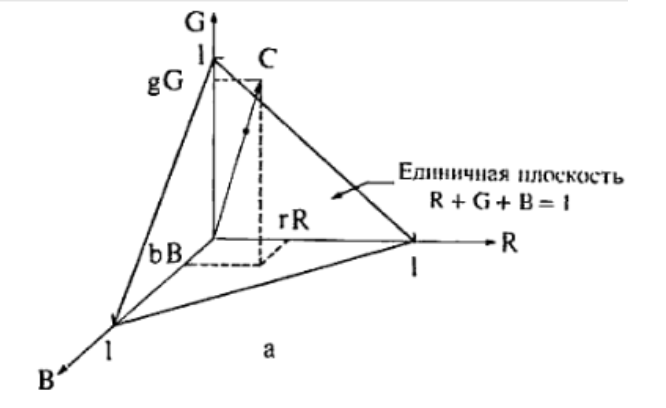 G
1
C
gG
Единичная плоскость
R + G + B = 1
rR
bB
R
1
1
a
B